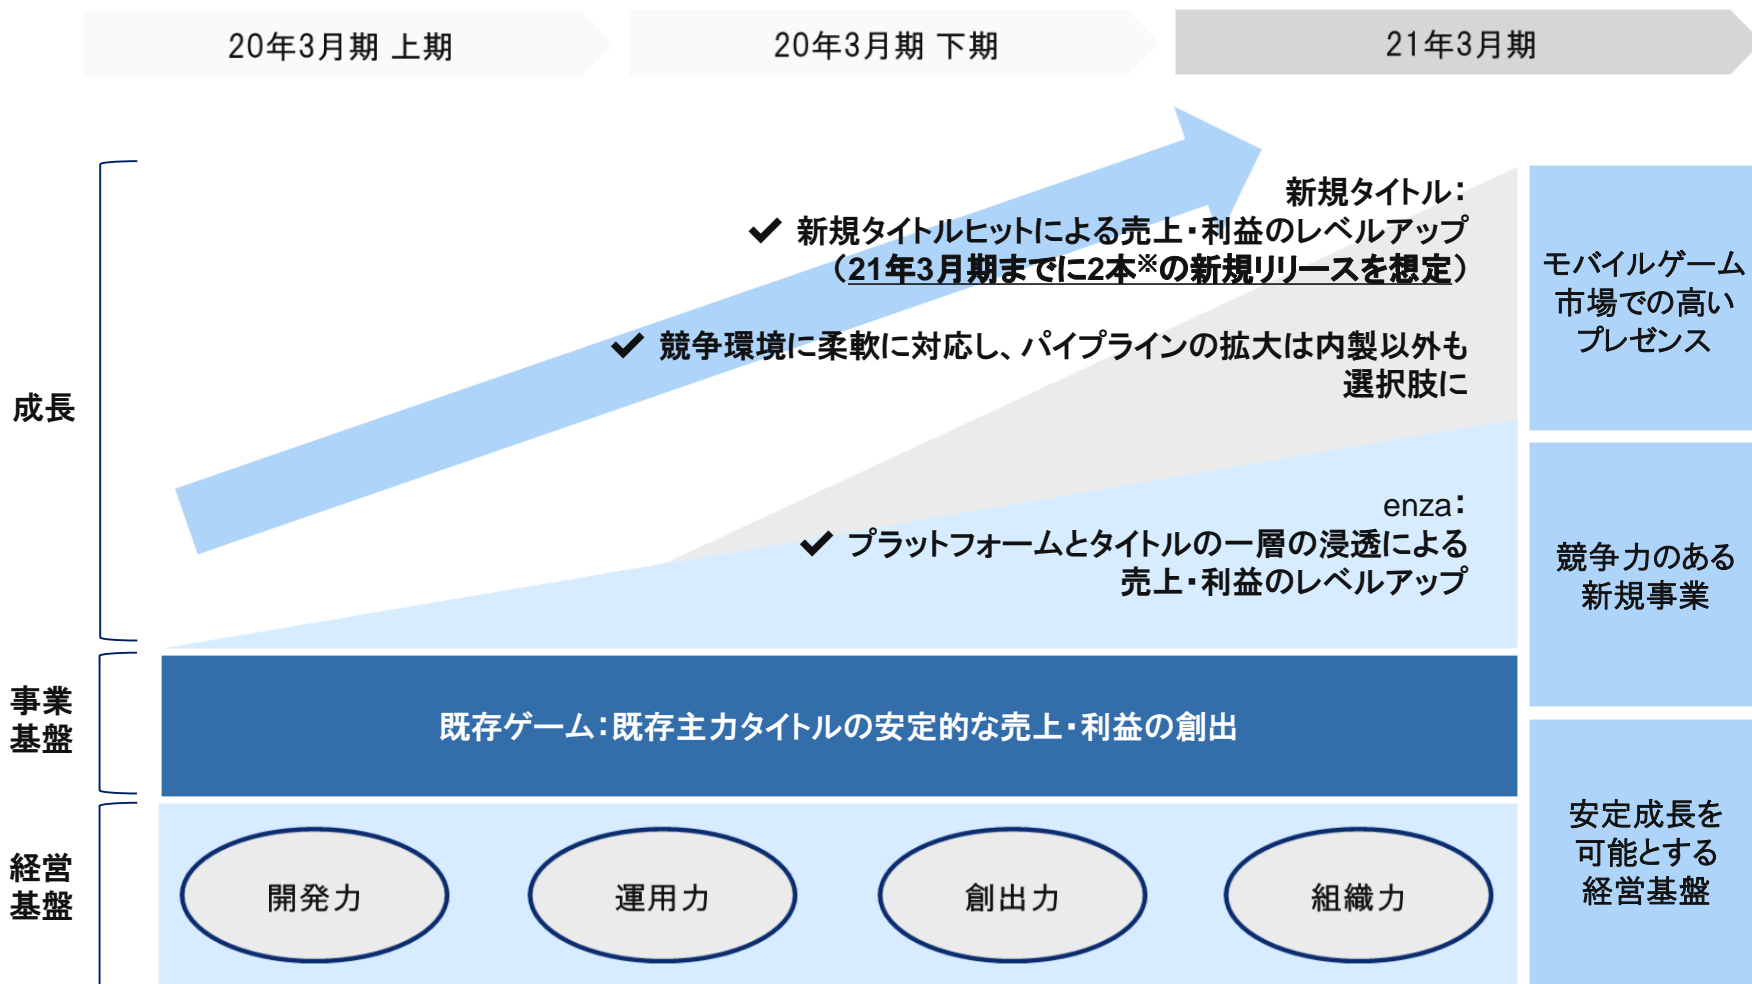 20年3月期 上期
20年3月期 下期
21年3月期
成長
新規タイトル：
✔ 新規タイトルヒットによる売上・利益のレベルアップ
（21年3月期までに2本※の新規リリースを想定）
✔ 競争環境に柔軟に対応し、パイプラインの拡大は内製以外も
選択肢に
enza：
✔ プラットフォームとタイトルの一層の浸透による
売上・利益のレベルアップ
モバイルゲーム
市場での高い
プレゼンス
競争力のある
新規事業
事業
基盤
既存ゲーム：既存主力タイトルの安定的な売上・利益の創出
経営
基盤
開発力
運用力
創出力
組織力
安定成長を
可能とする
経営基盤